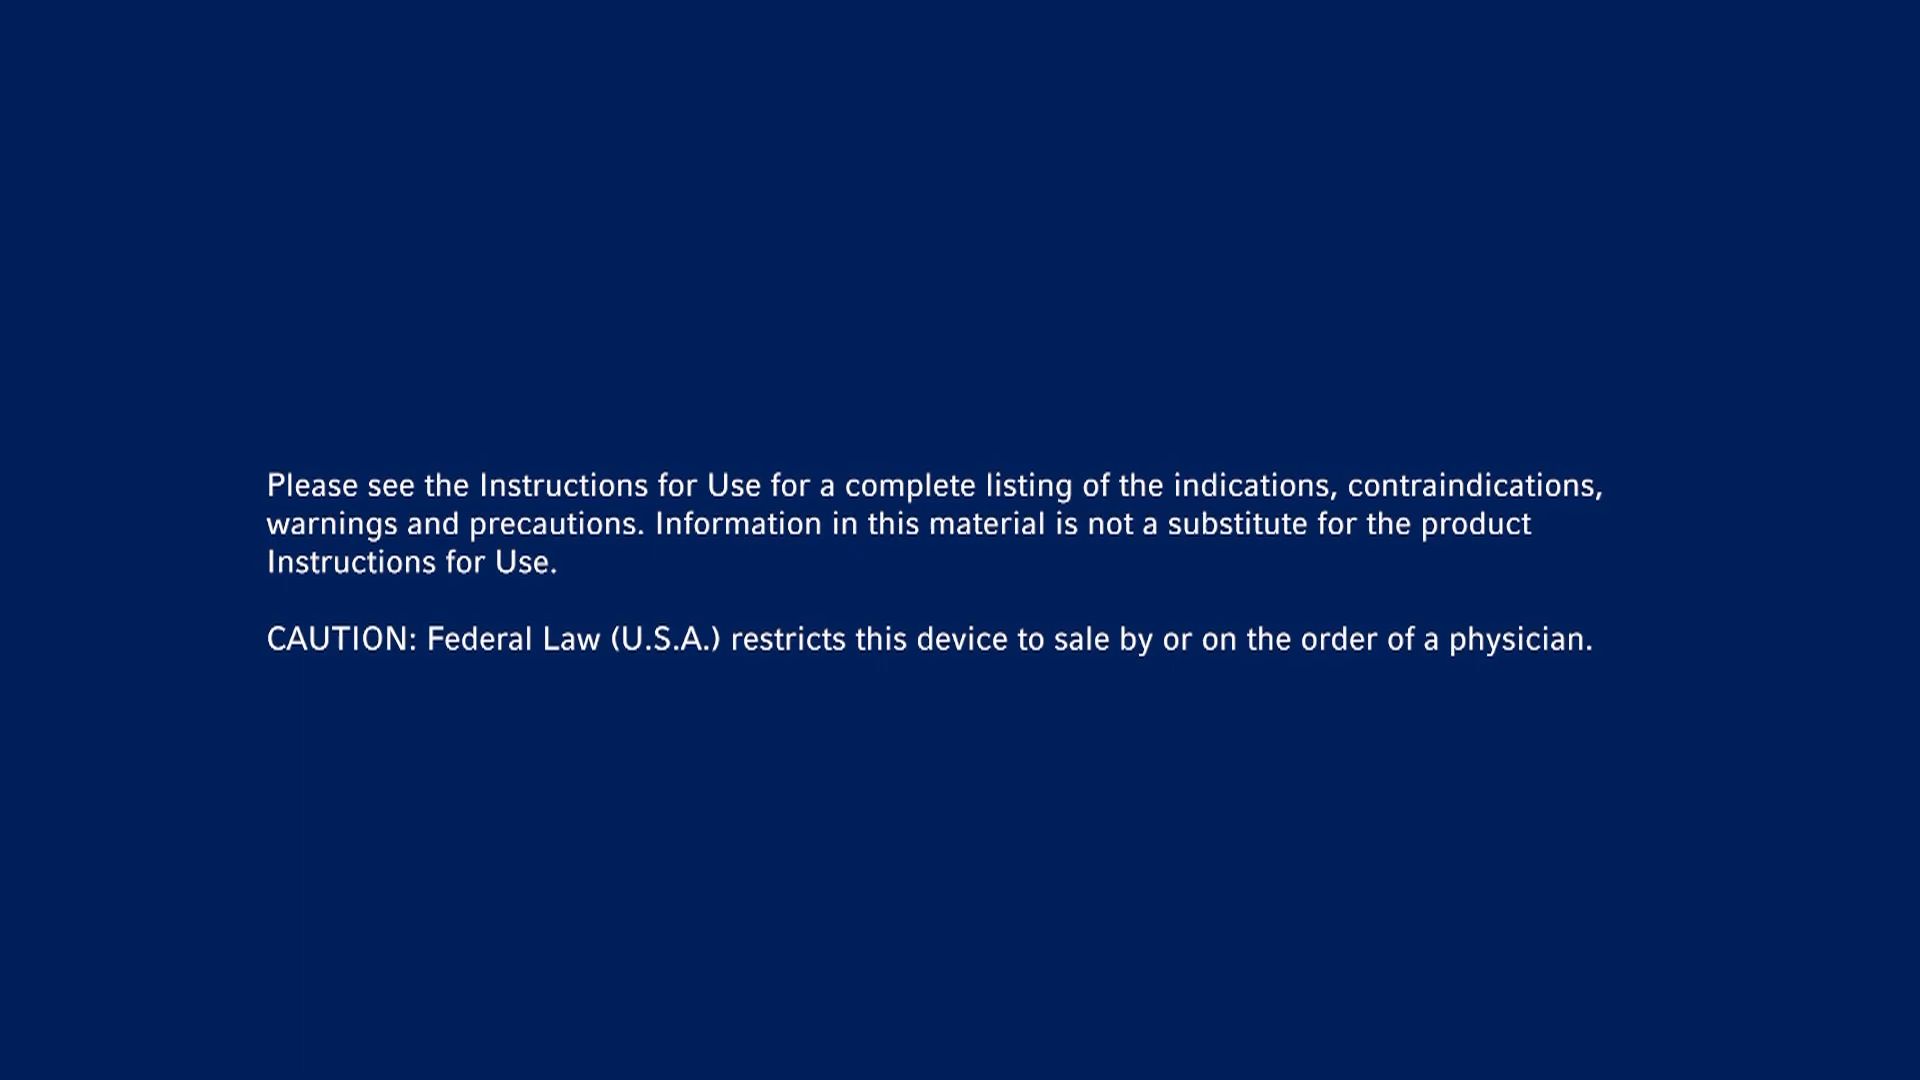 Please see the Instructions for Use for a complete listing of the indications, contraindications,
warnings and precautions. Information in this material is not a substitute for the product
Instructions for Use.
CAUTION: Federal Law (U.S.A.) restricts this device to sale by or on the order of a physician.